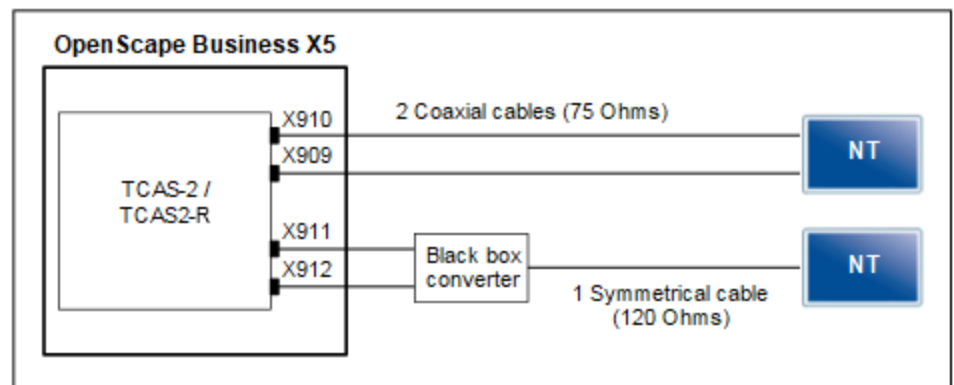 OpenScape Business X5
X910
2 Coaxial cables (75 Ohms)
NT
X909
TCAS-2 /
TCAS2-R
X911
Black box
converter
NT
X912
1 Symmetrical cable
(120 Ohms)